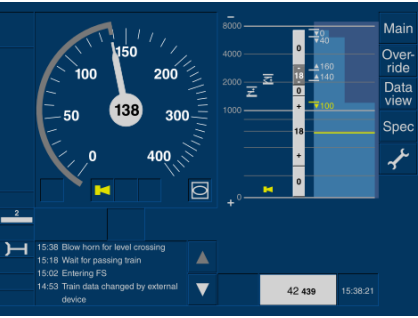 150
100
200
50
138
300
0
400
8000
4000
2000
1000
0
0
-
18
-
0
+
18
+
0
0
40
160
140
100
Main
Over-
ride
Data
view
Spec
2
15:38 Blow horn for level crossing
15:18 Wait for passing train
15:02 Entering FS
14:53 Train data changed by external
device
42 439
15:38:21